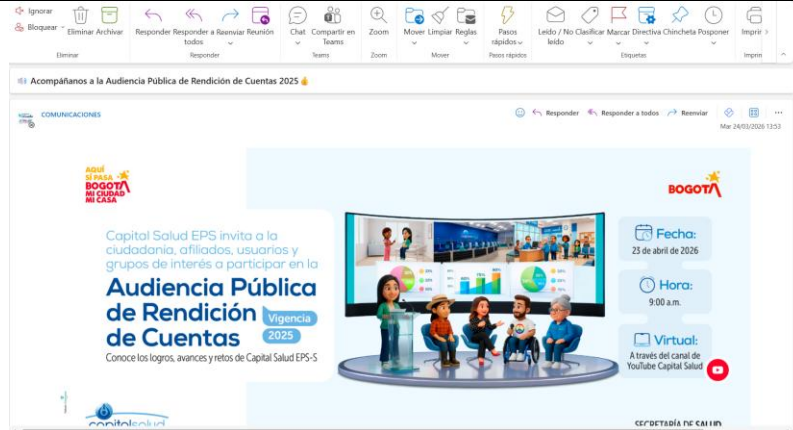 Ignorar
Bloquear
Eliminar Archivar
Responder Responder a todos Reenviar Reunión
Chat Compartir en Teams
Zoom
Mover Limpiar Reglas
Pasos rápidos
Leído / No leído Clasificar Marcar Directiva Chincheta Posponer
Imprir
Eliminar
Responder
Teams
Zoom
Mover
Pasos rápidos
Etiquetas
Imprin
Acompáñanos a la Audiencia Pública de Rendición de Cuentas 2025
COMUNICACIONES
Responder Responder a todos Reenviar
Mar 24/03/2026 13:53
AQUÍ
SÍ PASA
BOGOTÁ
MI CIUDAD
MI CASA
BOGOTÁ
Capital Salud EPS invita a la
ciudadanía, afiliados, usuarios y
grupos de interés a participar en la
Audiencia Pública
de Rendición Vigencia
de Cuentas 2025
Conoce los logros, avances y retos de Capital Salud EPS-S
Fecha:
23 de abril de 2026
Hora:
9:00 a.m.
Virtual:
A través del canal de
YouTube Capital Salud
capitalsalud
SECRETARÍA DE SALUD